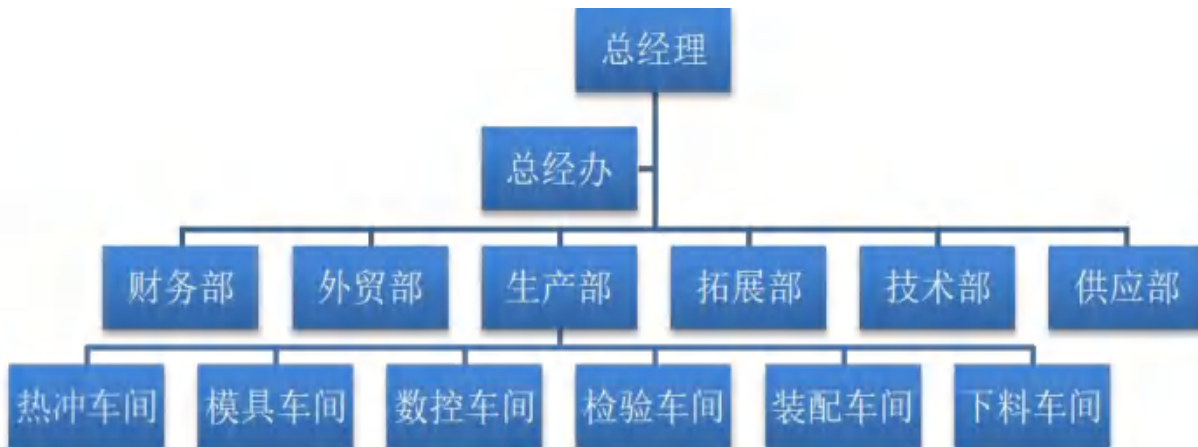 总经理
总经办
财务部
外贸部
生产部
拓展部
技术部
供应部
热冲车间
模具车间
数控车间
检验车间
装配车间
下料车间